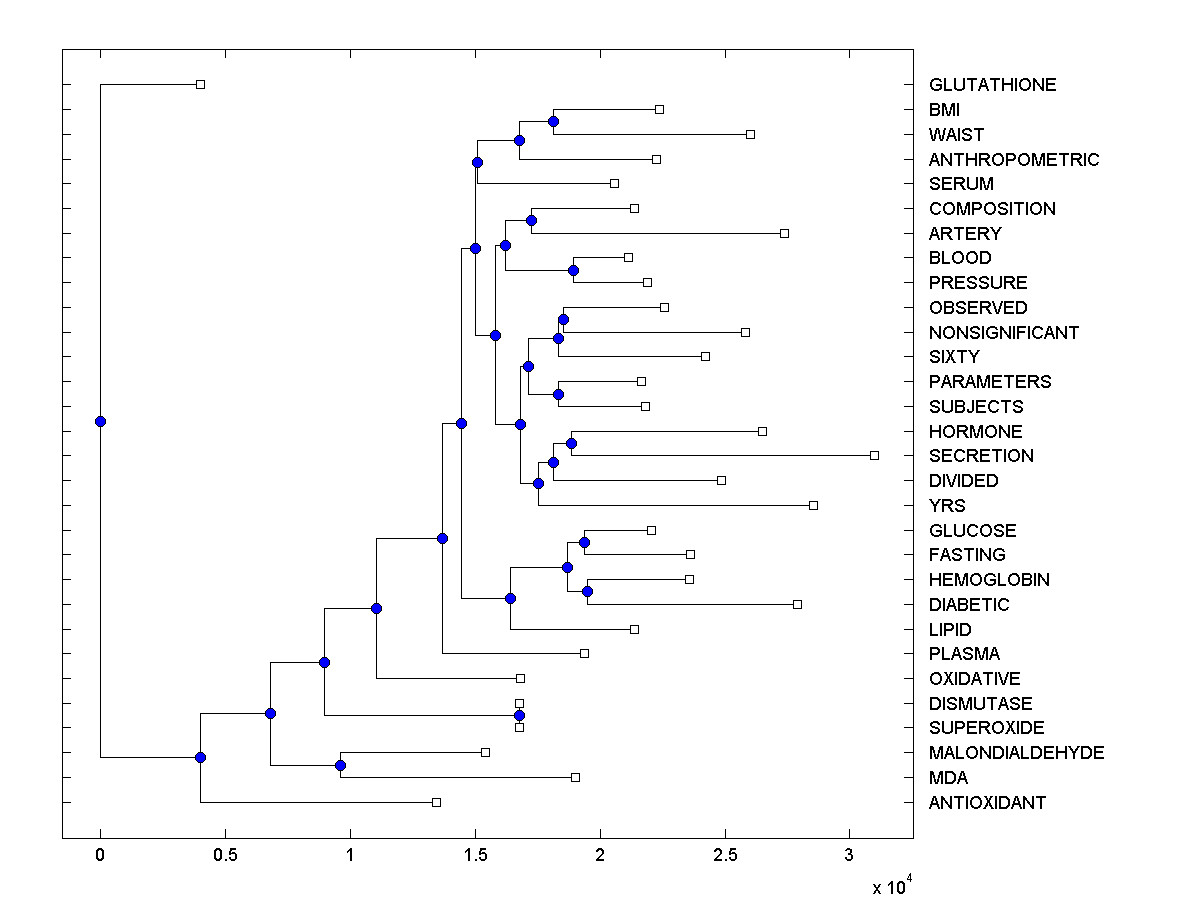 GLUTATHIONE
BMI
WAIST
ANTHROPOMETRIC
SERUM
COMPOSITION
ARTERY
BLOOD
PRESSURE
OBSERVED
NONSIGNIFICANT
SIXTY
PARAMETERS
SUBJECTS
HORMONE
SECRETION
DIVIDED
YRS
GLUCOSE
FASTING
HEMOGLOBIN
DIABETIC
LIPID
PLASMA
OXIDATIVE
DISMUTASE
SUPEROXIDE
MALONDIALDEHYDE
MDA
ANTIOXIDANT
0 0.5 1 1.5 2 2.5 3
x 10^4